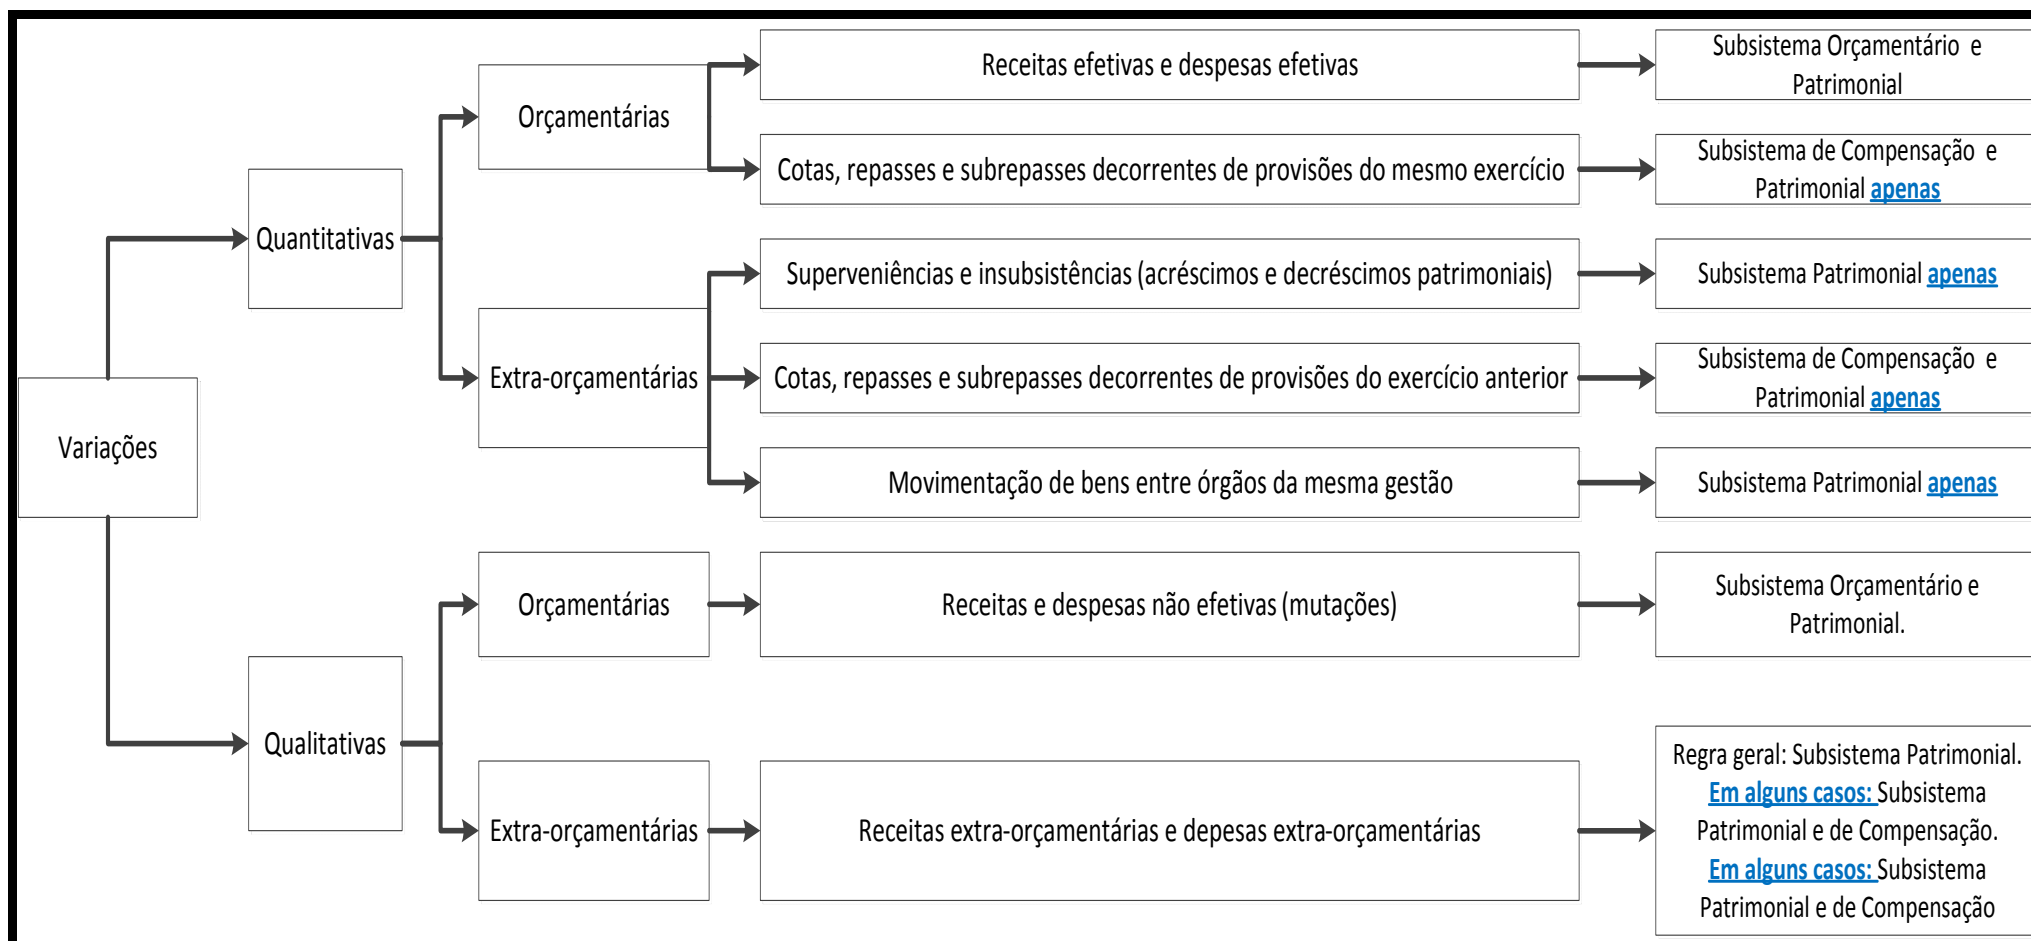 Variações
Quantitativas
Orçamentárias
Receitas efetivas e despesas efetivas
Subsistema Orçamentário e
Patrimonial
Cotas, repasses e subrepasses decorrentes de provisões do mesmo exercício
Subsistema de Compensação e
Patrimonial apenas
Extra-orçamentárias
Superveniências e insubsistências (acréscimos e decréscimos patrimoniais)
Subsistema Patrimonial apenas
Cotas, repasses e subrepasses decorrentes de provisões do exercício anterior
Subsistema de Compensação e
Patrimonial apenas
Movimentação de bens entre órgãos da mesma gestão
Subsistema Patrimonial apenas
Qualitativas
Orçamentárias
Receitas e despesas não efetivas (mutações)
Subsistema Orçamentário e
Patrimonial.
Extra-orçamentárias
Receitas extra-orçamentárias e depesas extra-orçamentárias
Regra geral: Subsistema Patrimonial.
Em alguns casos: Subsistema
Patrimonial e de Compensação.
Em alguns casos: Subsistema
Patrimonial e de Compensação